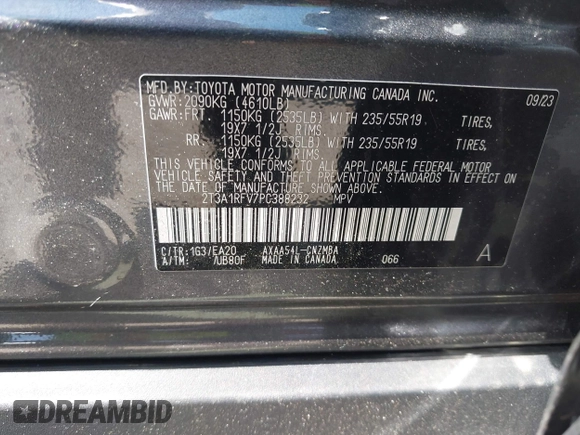 MFD. BY:TOYOTA MOTOR MANUFACTURING CANADA INC. 09/23
GVWR:2090KG (4610LB)
GAWR:FRT. 1150KG (2535LB) WITH 235/55R19 TIRES,
19X7 1/2J RIMS.
RR. 1150KG (2535LB) WITH 235/55R19 TIRES,
19X7 1/2J RIMS.
THIS VEHICLE CONFORMS TO ALL APPLICABLE FEDERAL MOTOR
VEHICLE SAFETY AND THEFT PREVENTION STANDARDS IN EFFECT ON
THE DATE OF MANUFACTURE SHOWN ABOVE.
2T3A1RFV7PC388232 MPV
C/TR:1G3/EA20 AXAA54L-CNZMBA
A/TM: /UB80F MADE IN CANADA 066 A
DREAMBID